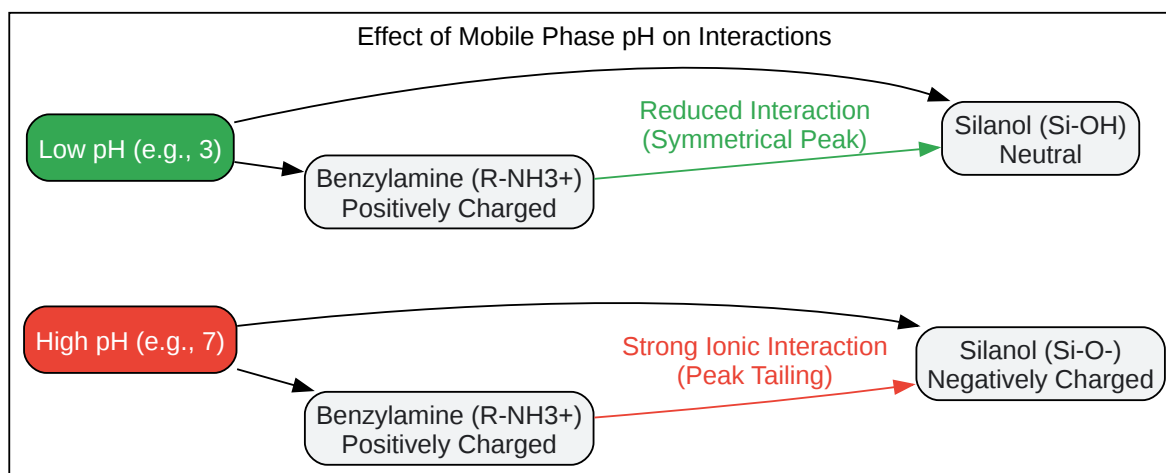 Effect of Mobile Phase pH on Interactions
Low pH (e.g., 3)
Benzylamine (R-NH3+)
Positively Charged
Reduced Interaction
(Symmetrical Peak)
Silanol (Si-OH)
Neutral
High pH (e.g., 7)
Benzylamine (R-NH3+)
Positively Charged
Strong Ionic Interaction
(Peak Tailing)
Silanol (Si-O-)
Negatively Charged